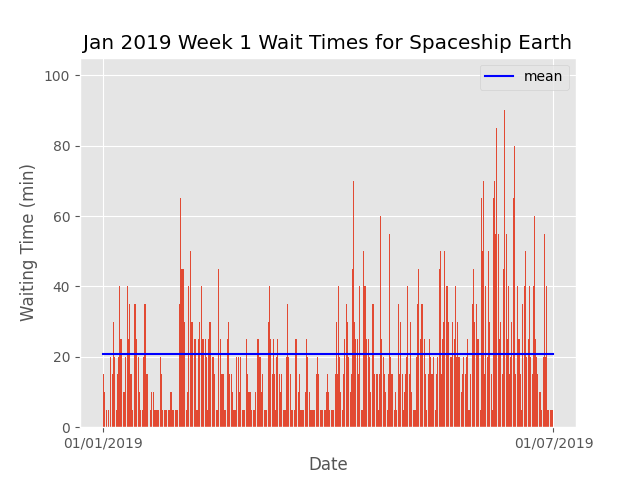 Jan 2019 Week 1 Wait Times for Spaceship Earth
mean
100
80
60
40
20
0
Waiting Time (min)
01/01/2019
01/07/2019
Date